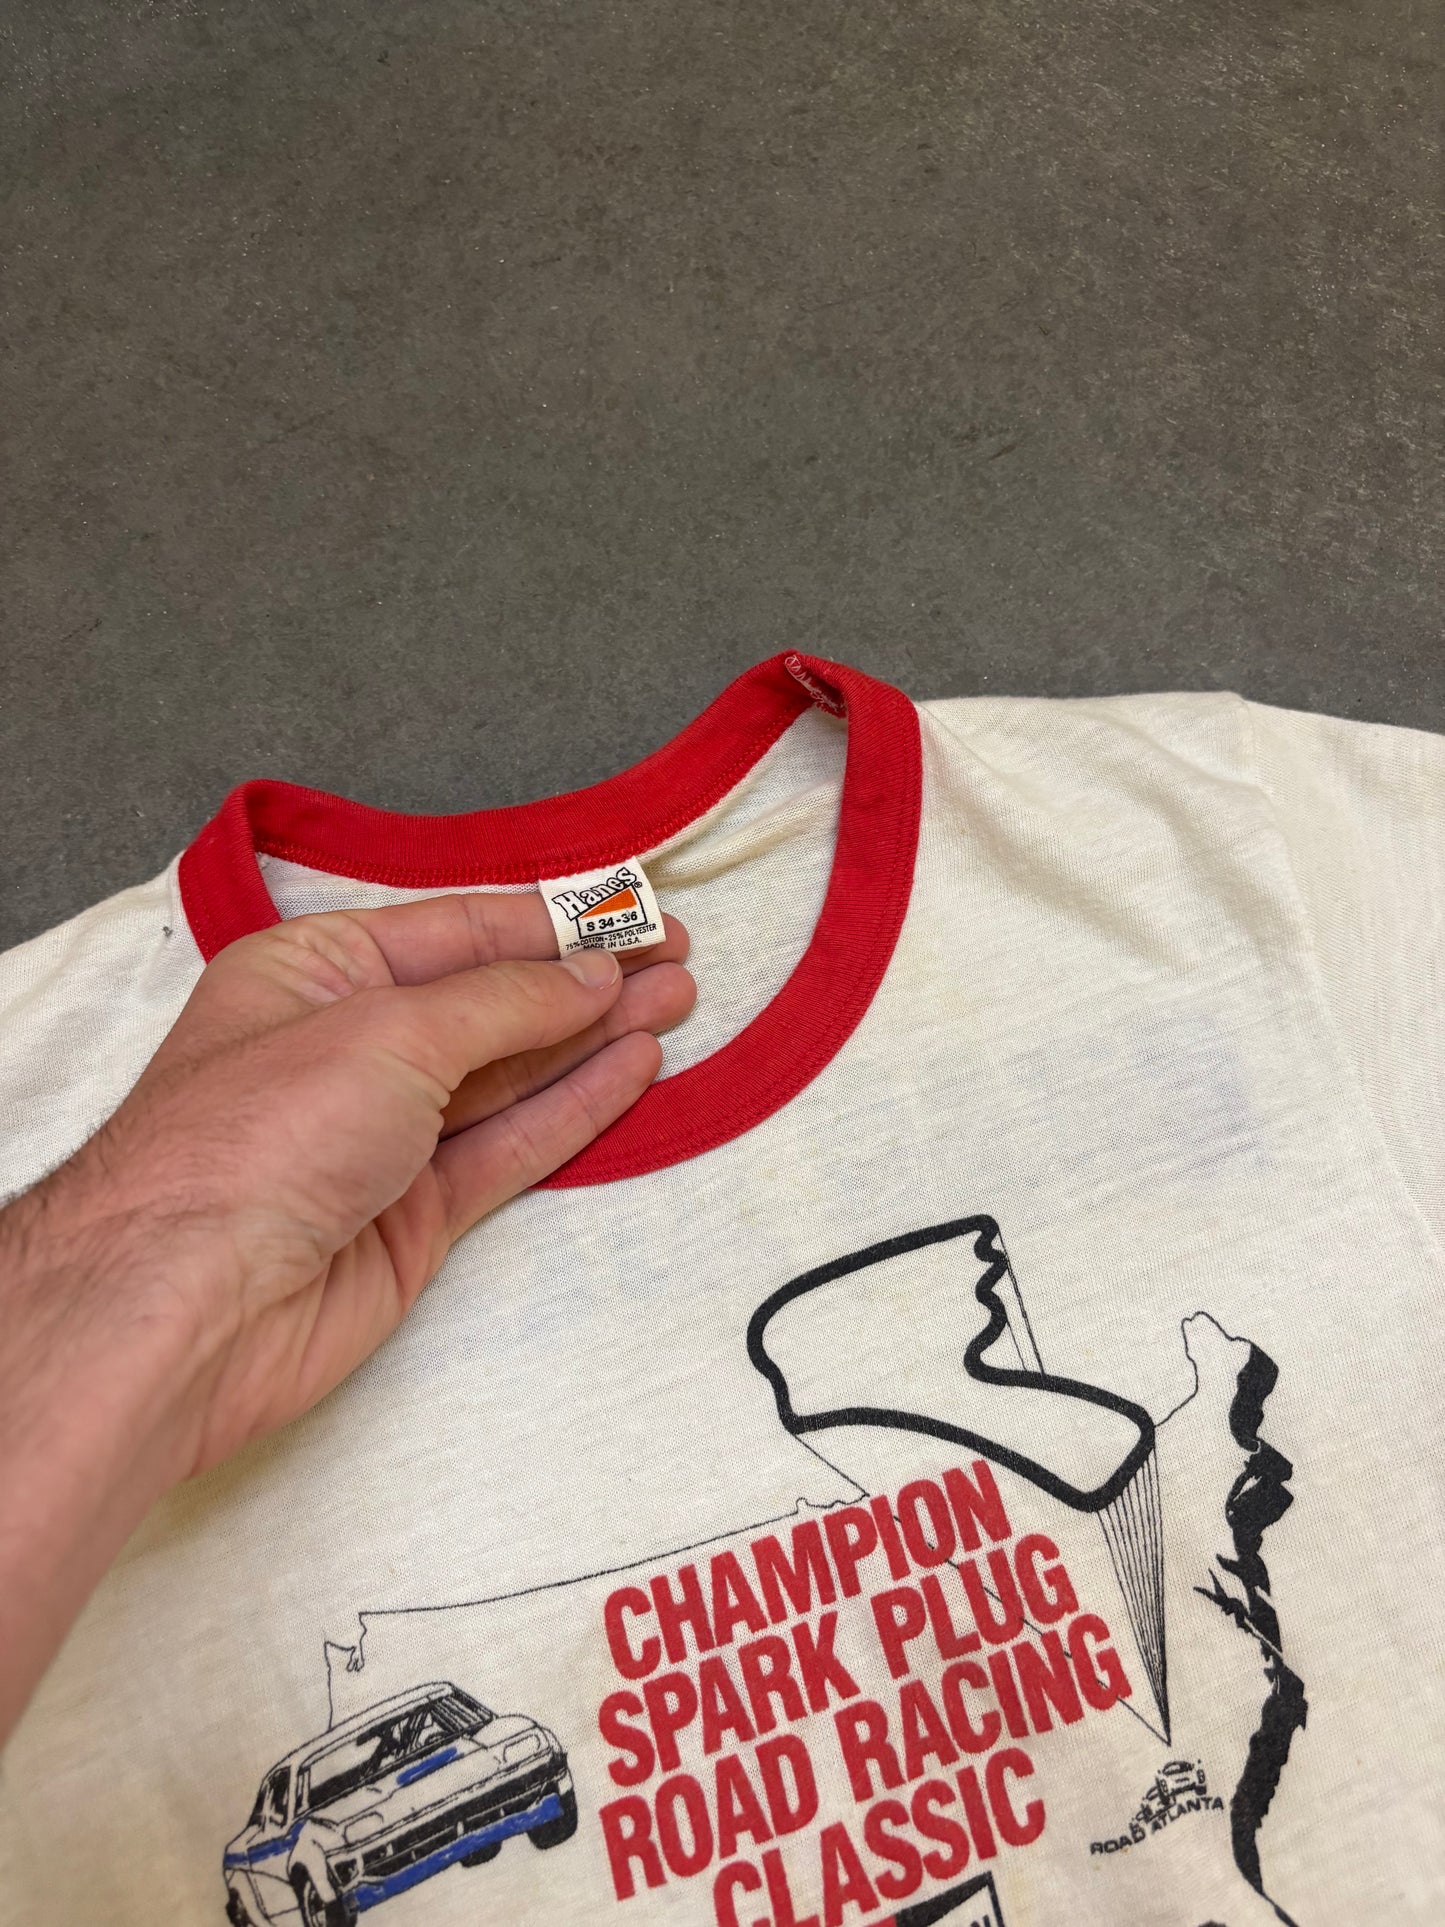 Hanes®
S 34-36
75% COTTON-25% POLYESTER
MADE IN U.S.A.
CHAMPION
SPARK PLUG
ROAD RACING
CLASSIC
ROAD ATLANTA